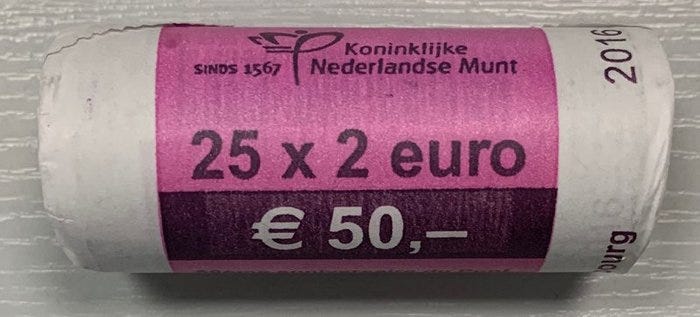 SINDS 1567
Koninklijke
Nederlandse Munt
25 x 2 euro
€ 50,–
2016
bourg